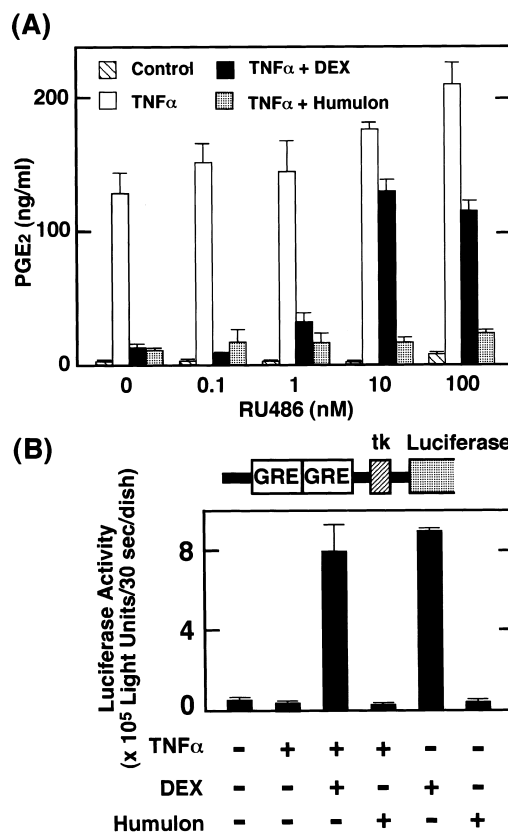 (A)
Control
TNFα + DEX
TNFα
TNFα + Humulon
PGE2 (ng/ml)
200
100
0
0 0.1 1 10 100
RU486 (nM)
(B)
tk Luciferase
GRE GRE
Luciferase Activity
(x 10⁵ Light Units/30 sec/dish)
8
4
0
TNFα - + + + - -
DEX - - + - + -
Humulon - - - + - +